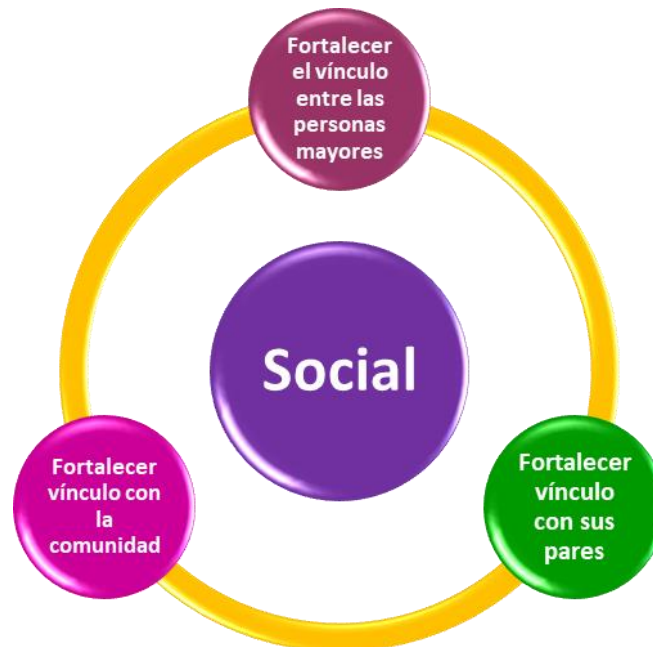 Fortalecer
el vínculo
entre las
personas
mayores
Social
Fortalecer
vínculo con
la
comunidad
Fortalecer
vínculo
con sus
pares